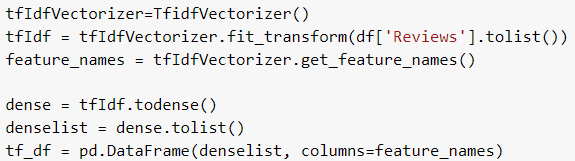 tfIdfVectorizer=TfidfVectorizer()
tfIdf = tfIdfVectorizer.fit_transform(df['Reviews'].tolist())
feature_names = tfIdfVectorizer.get_feature_names()
dense = tfIdf.todense()
denselist = dense.tolist()
tf_df = pd.DataFrame(denselist, columns=feature_names)